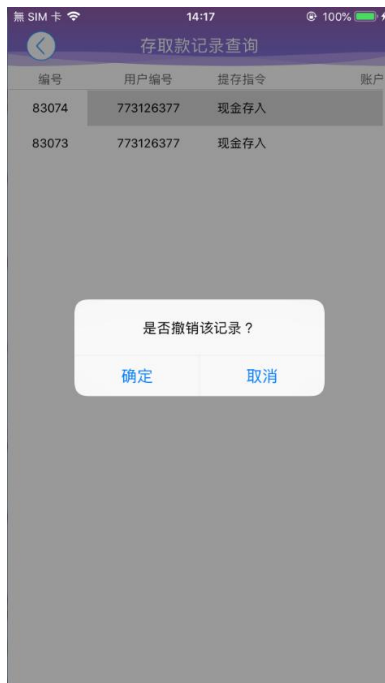 無 SIM 卡 14:17 100%
存取款记录查询
编号 用户编号 提存指令 账户
83074 773126377 现金存入
83073 773126377 现金存入
是否撤销该记录？
确定 取消